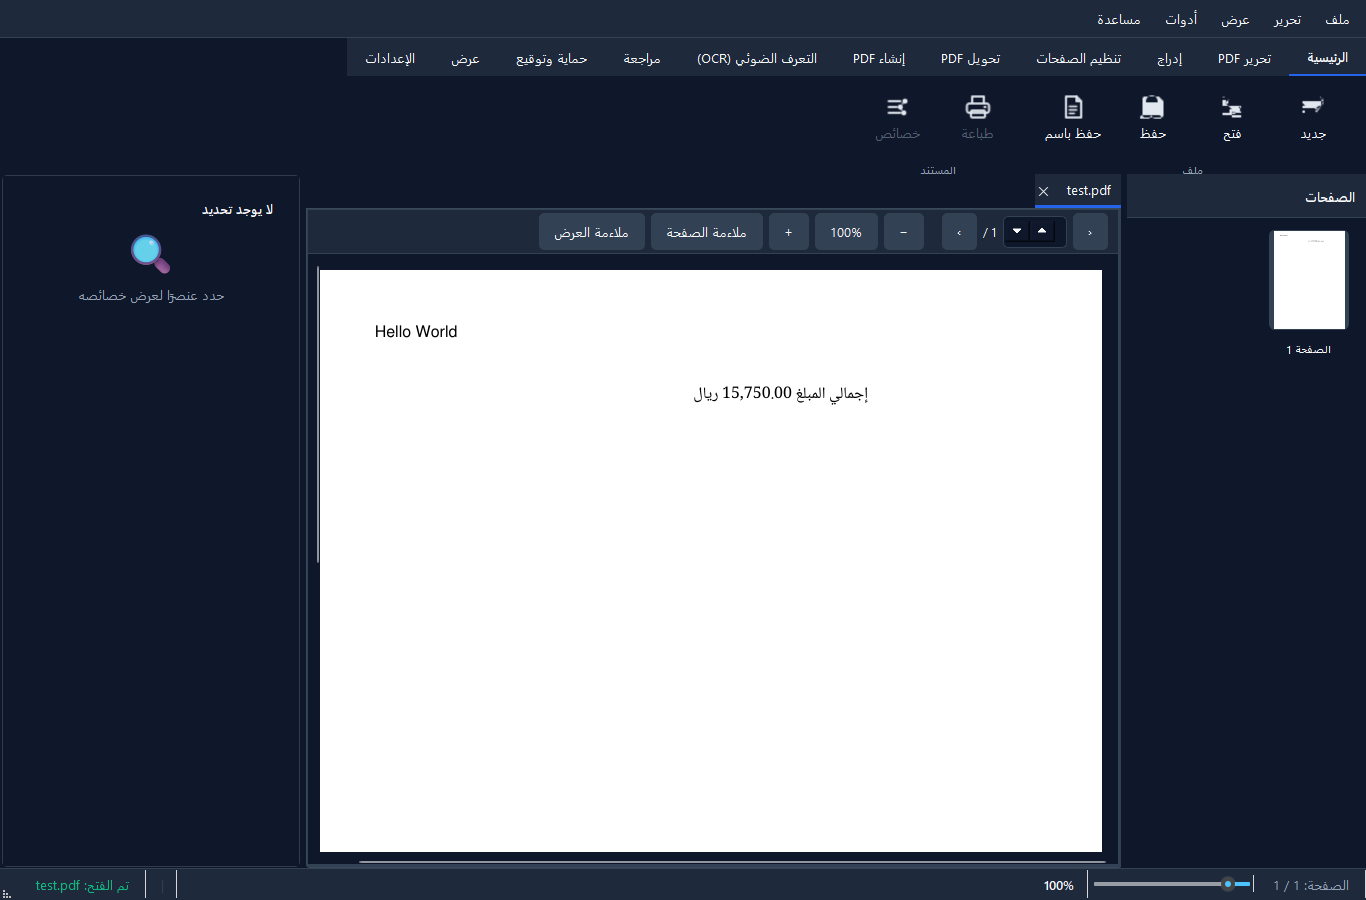 ملف تحرير عرض أدوات مساعدة
الرئيسية تحرير PDF إدراج تنظيم الصفحات تحويل PDF إنشاء PDF التعرف الضوئي (OCR) مراجعة حماية وتوقيع عرض الإعدادات
جديد فتح حفظ حفظ باسم طباعة خصائص
ملف المستند
الصفحات
test.pdf
‹ 1 / › − 100% + ملاءمة الصفحة ملاءمة العرض
الصفحة 1
Hello World
إجمالي المبلغ 15,750.00 ريال
لا يوجد تحديد
حدد عنصرًا لعرض خصائصه
الصفحة: 1 / 1
100%
تم الفتح: test.pdf